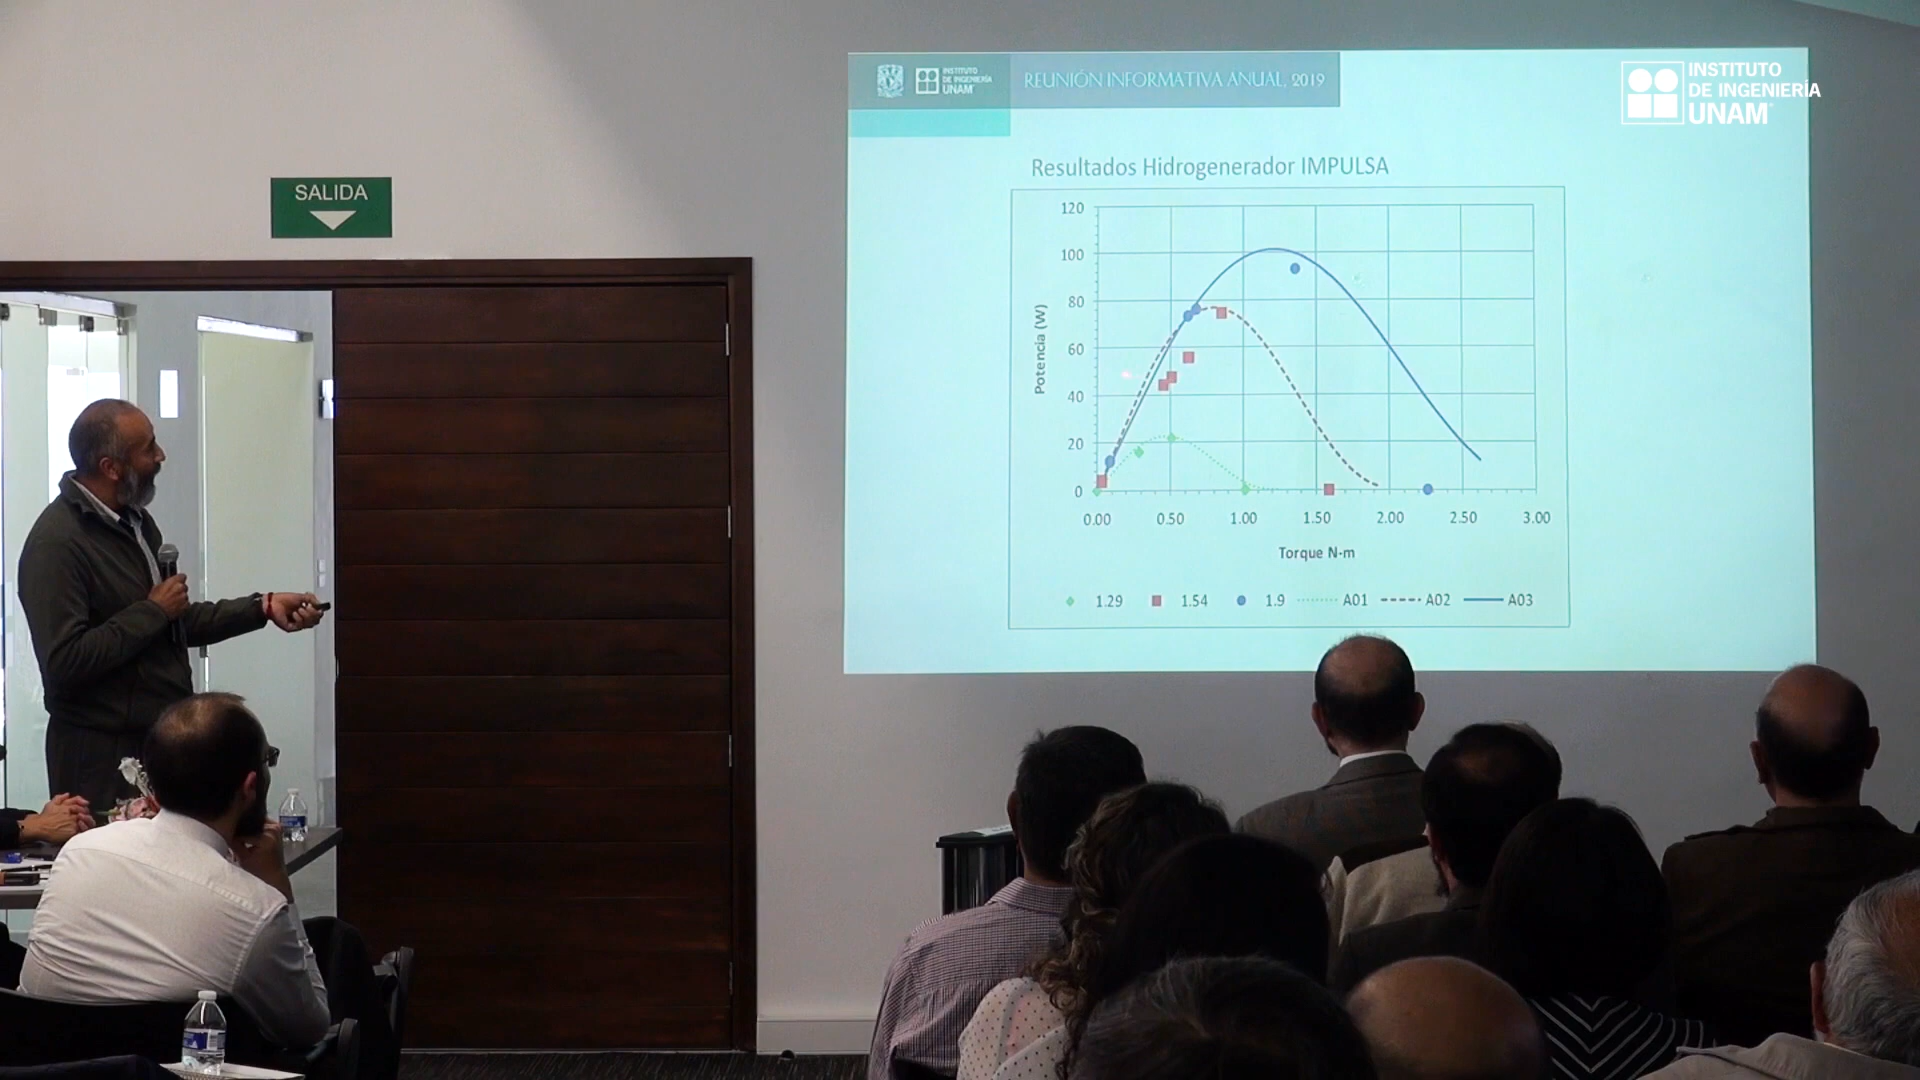 INSTITUTO
DE INGENIERÍA
UNAM
REUNIÓN INFORMATIVA ANUAL, 2019
INSTITUTO
DE INGENIERÍA
UNAM
SALIDA
Resultados Hidrogenerador IMPULSA
120
100
80
60
40
20
0
Potencia (W)
0.00 0.50 1.00 1.50 2.00 2.50 3.00
Torque N-m
1.29 1.54 1.9 A01 A02 A03